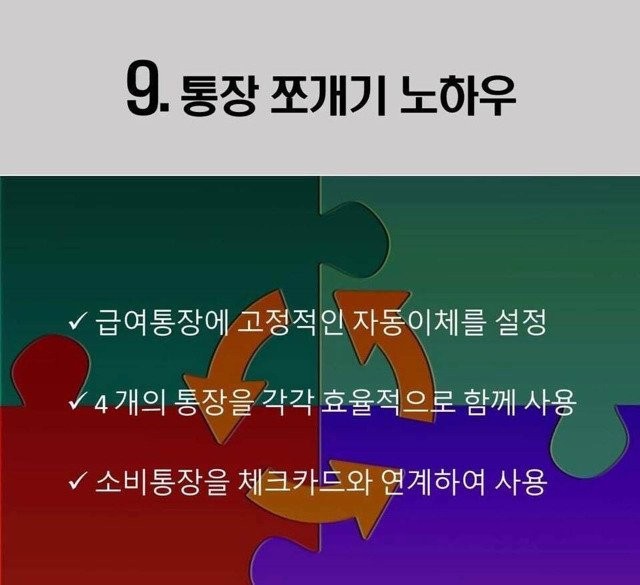 9. 통장 쪼개기 노하우
✓ 급여통장에 고정적인 자동이체를 설정
✓ 4 개의 통장을 각각 효율적으로 함께 사용
✓ 소비통장을 체크카드와 연계하여 사용